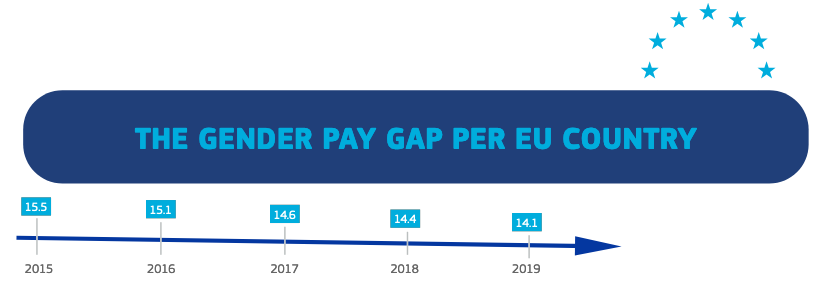 THE GENDER PAY GAP PER EU COUNTRY
15.5 15.1 14.6 14.4 14.1
2015 2016 2017 2018 2019